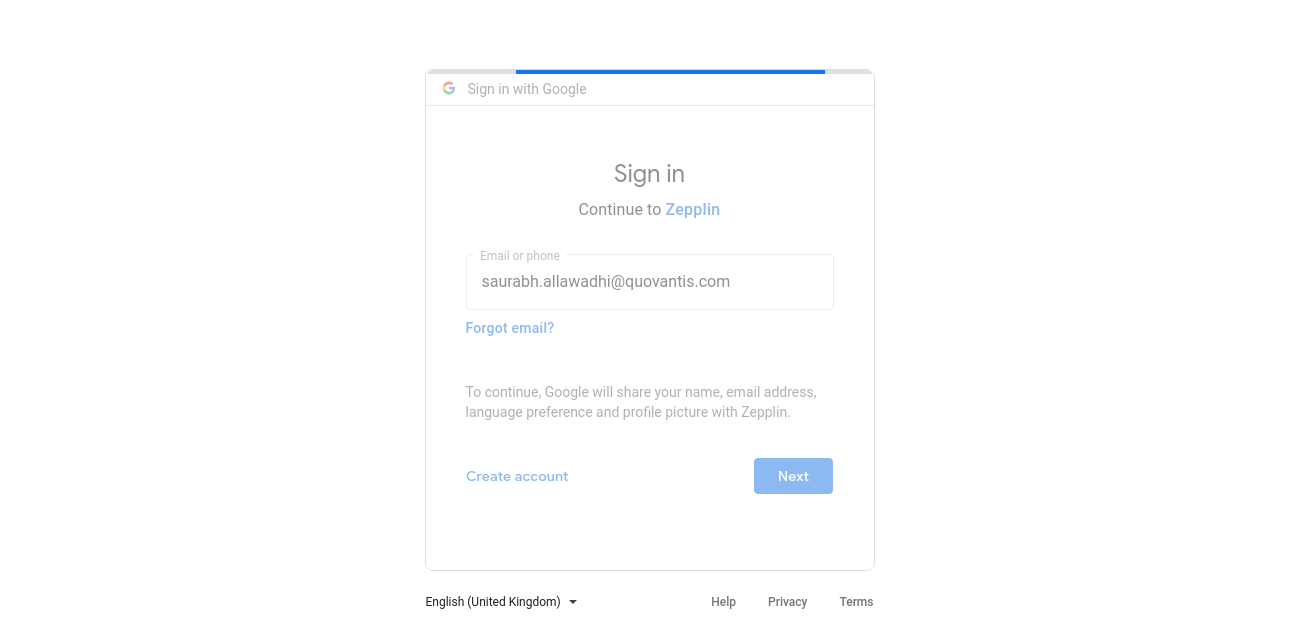 Sign in with Google
Sign in
Continue to Zepplin
Email or phone
saurabh.allawadhi@quovantis.com
Forgot email?
To continue, Google will share your name, email address,
language preference and profile picture with Zepplin.
Create account
Next
English (United Kingdom)
Help
Privacy
Terms